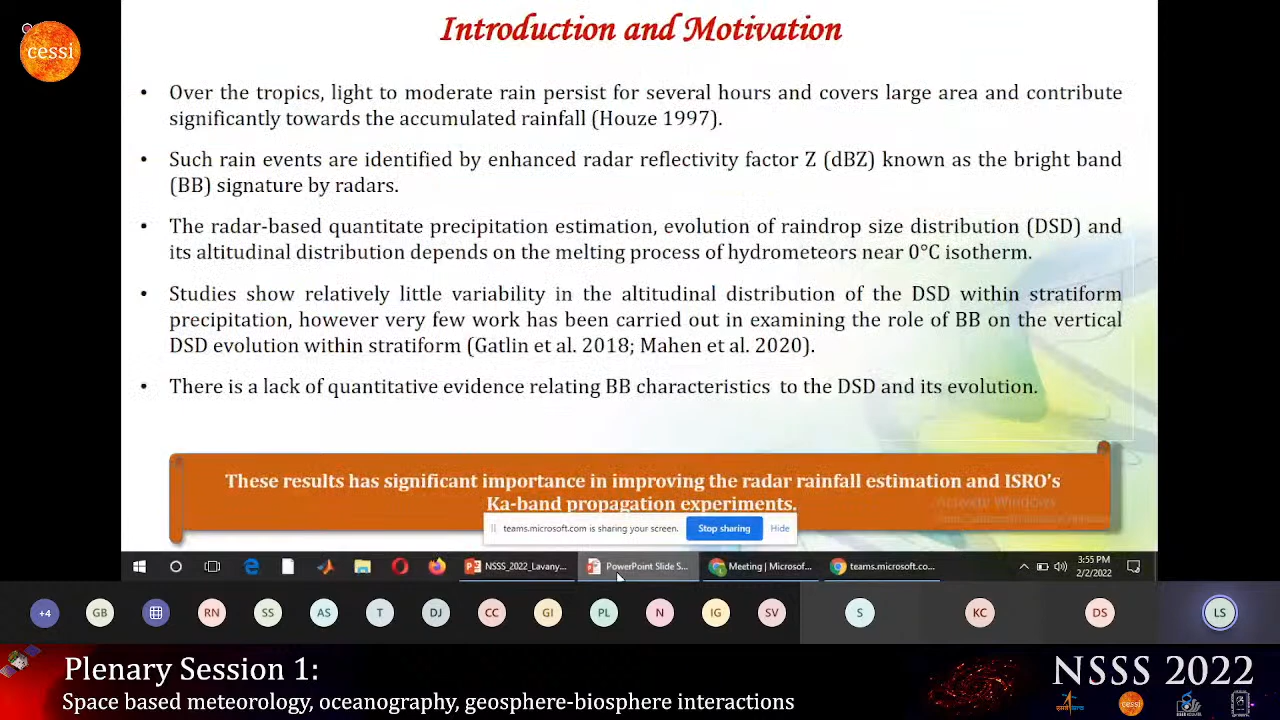 cessi
Introduction and Motivation
• Over the tropics, light to moderate rain persist for several hours and covers large area and contribute
significantly towards the accumulated rainfall (Houze 1997).
• Such rain events are identified by enhanced radar reflectivity factor Z (dBZ) known as the bright band
(BB) signature by radars.
• The radar-based quantitate precipitation estimation, evolution of raindrop size distribution (DSD) and
its altitudinal distribution depends on the melting process of hydrometeors near 0°C isotherm.
• Studies show relatively little variability in the altitudinal distribution of the DSD within stratiform
precipitation, however very few work has been carried out in examining the role of BB on the vertical
DSD evolution within stratiform (Gatlin et al. 2018; Mahen et al. 2020).
• There is a lack of quantitative evidence relating BB characteristics to the DSD and its evolution.
These results has significant importance in improving the radar rainfall estimation and ISRO's
Ka-band propagation experiments.
Activate Windows
teams.microsoft.com is sharing your screen. Stop sharing Hide
NSSS_2022_Lavany... PowerPoint Slide S... Meeting | Microsof... teams.microsoft.co...
3:55 PM
2/2/2022
+4 GB RN SS AS T DJ CC GI PL N IG SV S KC DS LS
Plenary Session 1:
Space based meteorology, oceanography, geosphere-biosphere interactions
NSSS 2022
cessi